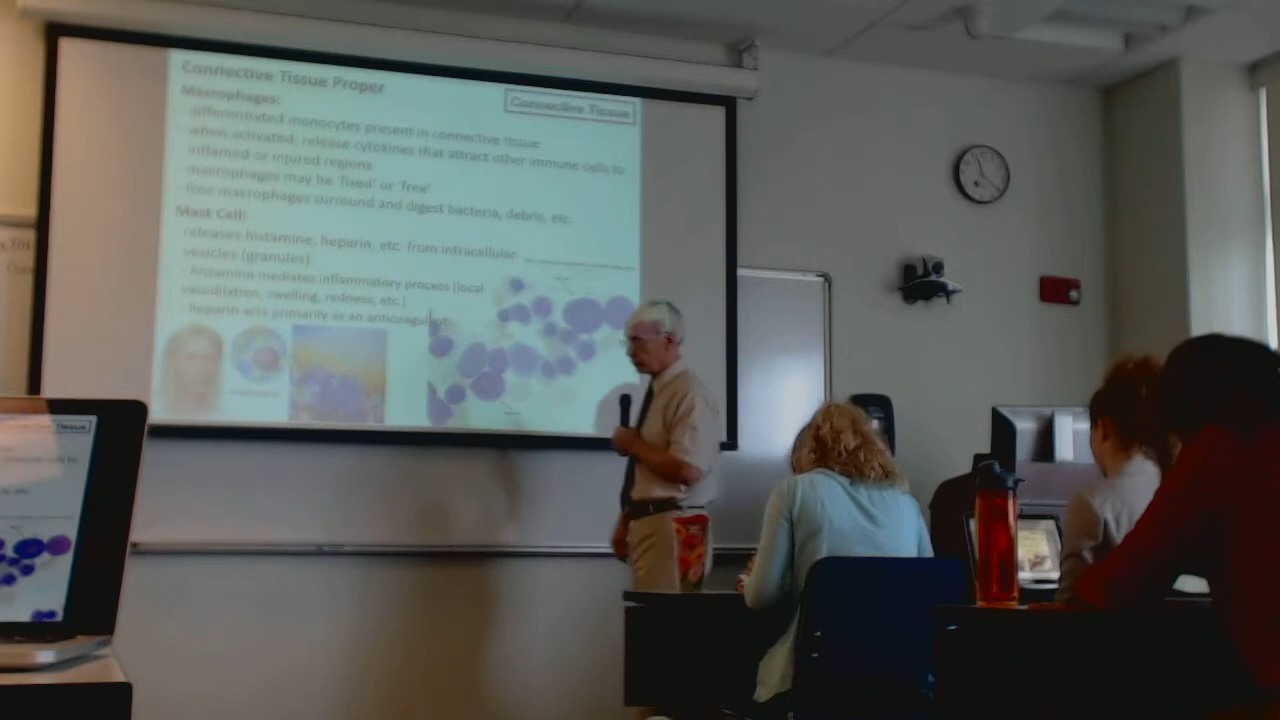 Connective Tissue Proper
Connective Tissue
Macrophages:
- differentiated monocytes present in connective tissue
- when activated, release cytokines that attract other immune cells to
inflamed or injured regions
- macrophages may be 'fixed' or 'free'
- free macrophages surround and digest bacteria, debris, etc.
Mast Cell:
- releases histamine, heparin, etc. from intracellular
vesicles (granules)
- histamine mediates inflammatory process (local
vasodilation, swelling, redness, etc.)
- heparin acts primarily as an anticoagulant
Tissue